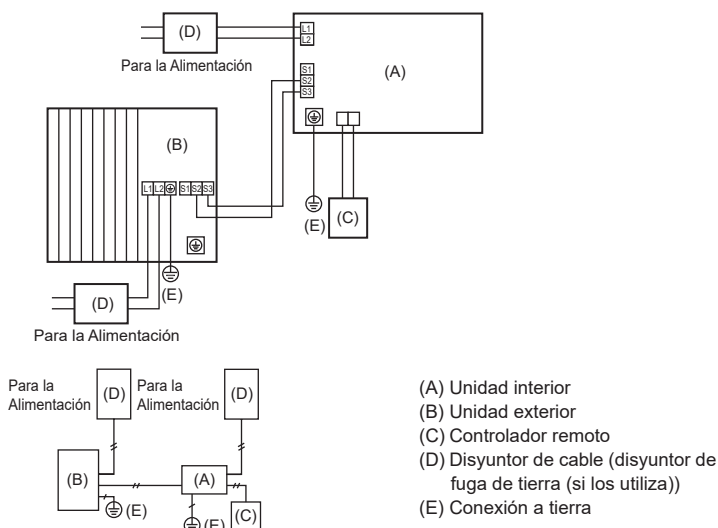 (D)
Para la Alimentación
L1
L2
S1
S2
S3
(A)
(B)
L1 L2 S1 S2 S3
(E)
(C)
(E)
(D)
Para la Alimentación
Para la
Alimentación
(D)
Para la
Alimentación
(D)
(B)
(A)
(E)
(E)
(C)
(A) Unidad interior
(B) Unidad exterior
(C) Controlador remoto
(D) Disyuntor de cable (disyuntor de
fuga de tierra (si los utiliza))
(E) Conexión a tierra